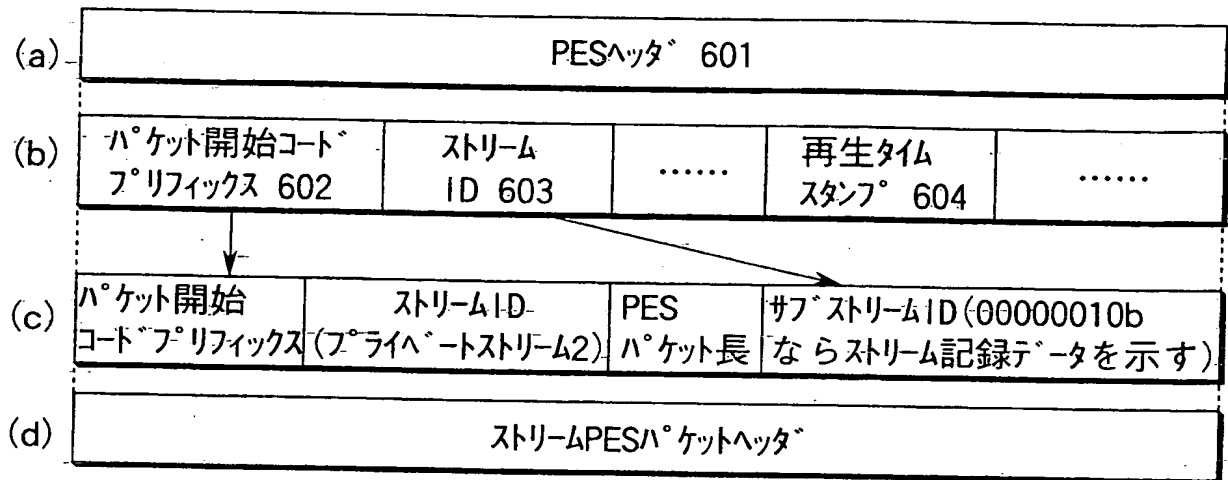 (a)
PESヘッダ 601
(b)
パケット開始コード
プリフィックス 602
ストリーム
ID 603
……
再生タイム
スタンプ 604
……
(c)
パケット開始
コードプリフィックス
ストリームID
(プライベートストリーム2)
PES
パケット長
サブストリームID(00000010b
ならストリーム記録データを示す)
(d)
ストリームPESパケットヘッダ